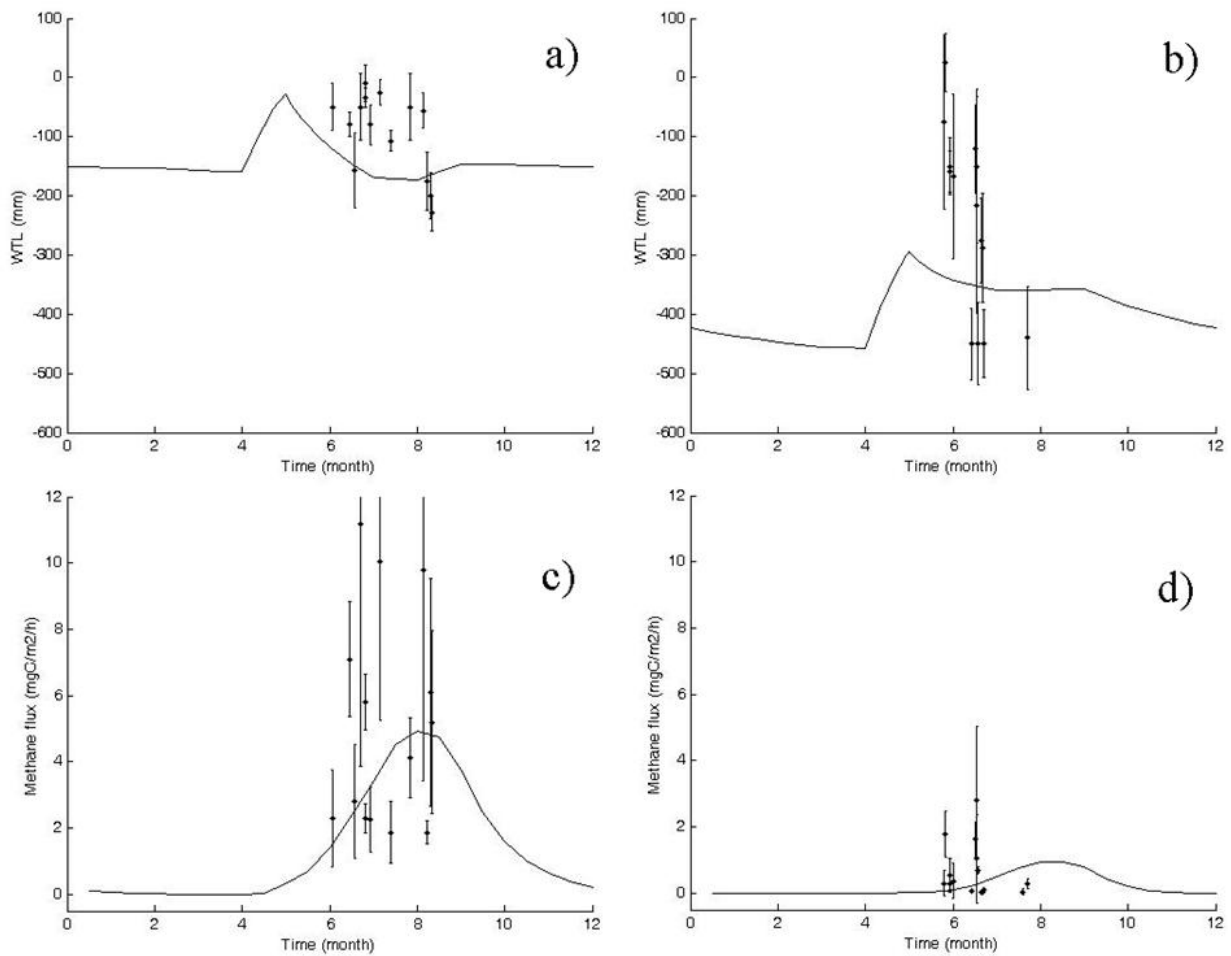 a)
100
0
-100
-200
-300
-400
-500
-600
WTL (mm)
0 2 4 6 8 10 12
Time (month)
b)
100
0
-100
-200
-300
-400
-500
-600
WTL (mm)
0 2 4 6 8 10 12
Time (month)
c)
12
10
8
6
4
2
0
Methane flux (mgC/m2/h)
0 2 4 6 8 10 12
Time (month)
d)
12
10
8
6
4
2
0
Methane flux (mgC/m2/h)
0 2 4 6 8 10 12
Time (month)